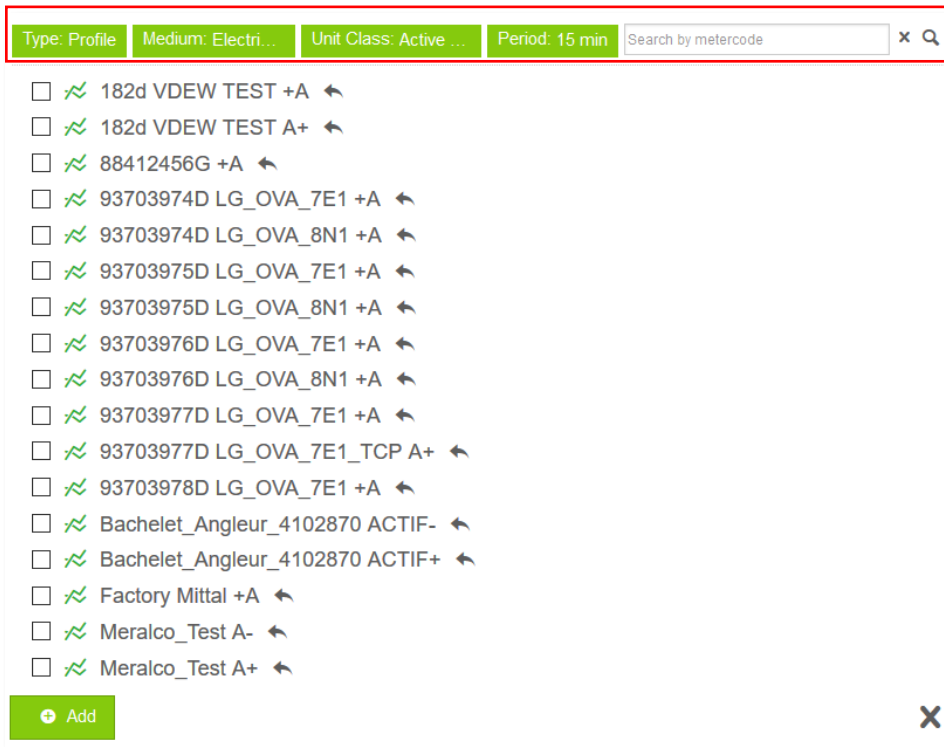 Type: Profile Medium: Electri... Unit Class: Active ... Period: 15 min Search by metercode
182d VDEW TEST +A
182d VDEW TEST A+
88412456G +A
93703974D LG_OVA_7E1 +A
93703974D LG_OVA_8N1 +A
93703975D LG_OVA_7E1 +A
93703975D LG_OVA_8N1 +A
93703976D LG_OVA_7E1 +A
93703976D LG_OVA_8N1 +A
93703977D LG_OVA_7E1 +A
93703977D LG_OVA_7E1_TCP A+
93703978D LG_OVA_7E1 +A
Bachelet_Angleur_4102870 ACTIF-
Bachelet_Angleur_4102870 ACTIF+
Factory Mittal +A
Meralco_Test A-
Meralco_Test A+
Add